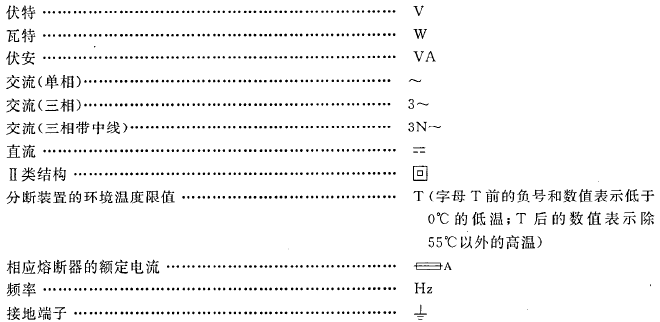 伏特 …… V
瓦特 …… W
伏安 …… VA
交流(单相)…… ～
交流(三相)…… 3～
交流(三相带中线)…… 3N～
直流 …… ⎓
Ⅱ类结构 …… 回
分断装置的环境温度限值 …… T(字母 T 前的负号和数值表示低于
0℃的低温;T 后的数值表示除
55℃以外的高温)
相应熔断器的额定电流 …… A
频率 …… Hz
接地端子 …… ⏚